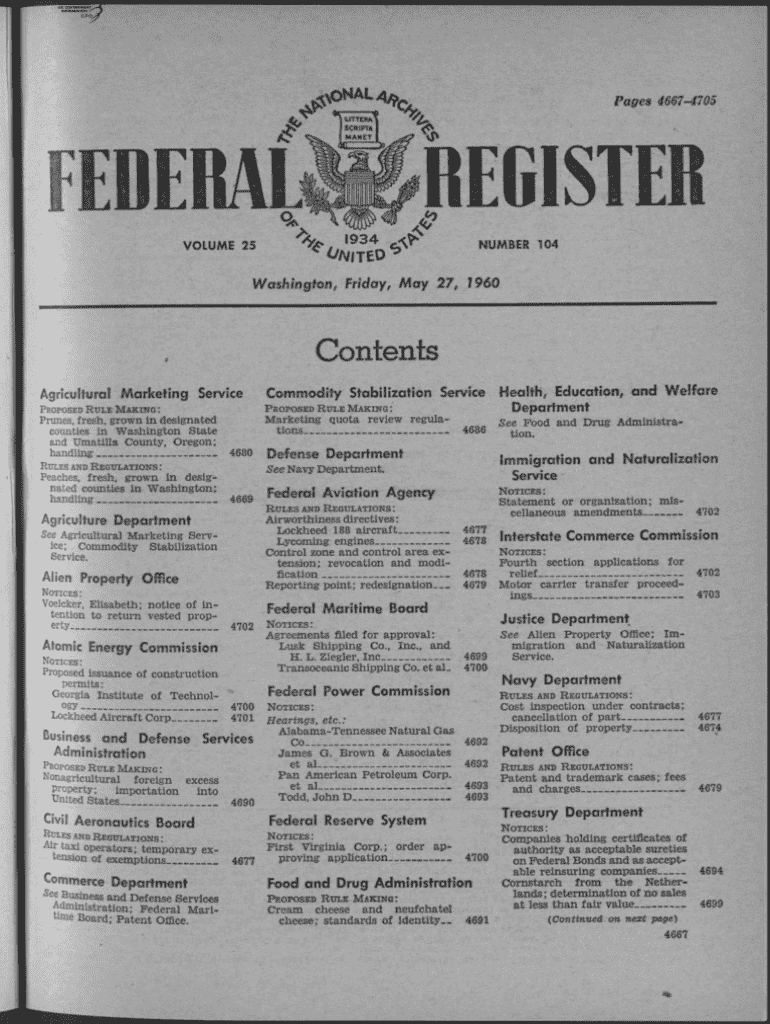 Pages 4667-4705
THE NATIONAL ARCHIVES
LITTERA
SCRIPTA
MANET
FEDERAL REGISTER
1934
OF THE UNITED STATES
VOLUME 25
NUMBER 104
Washington, Friday, May 27, 1960
Contents
Agricultural Marketing Service
PROPOSED RULE MAKING:
Prunes, fresh, grown in designated
counties in Washington State
and Umatilla County, Oregon;
handling 4680
RULES AND REGULATIONS:
Peaches, fresh, grown in desig-
nated counties in Washington;
handling 4669
Agriculture Department
See Agricultural Marketing Serv-
ice; Commodity Stabilization
Service.
Alien Property Office
NOTICES:
Voelcker, Elisabeth; notice of in-
tention to return vested prop-
erty 4702
Atomic Energy Commission
NOTICES:
Proposed issuance of construction
permits:
Georgia Institute of Technol-
ogy 4700
Lockheed Aircraft Corp 4701
Business and Defense Services
Administration
PROPOSED RULE MAKING:
Nonagricultural foreign excess
property; importation into
United States 4690
Civil Aeronautics Board
RULES AND REGULATIONS:
Air taxi operators; temporary ex-
tension of exemptions 4677
Commerce Department
See Business and Defense Services
Administration; Federal Mari-
time Board; Patent Office.
Commodity Stabilization Service
PROPOSED RULE MAKING:
Marketing quota review regula-
tions 4686
Defense Department
See Navy Department.
Federal Aviation Agency
RULES AND REGULATIONS:
Airworthiness directives:
Lockheed 188 aircraft 4677
Lycoming engines 4678
Control zone and control area ex-
tension; revocation and modi-
fication 4678
Reporting point; redesignation 4679
Federal Maritime Board
NOTICES:
Agreements filed for approval:
Lusk Shipping Co., Inc., and
H. L. Ziegler, Inc 4699
Transoceanic Shipping Co. et al 4700
Federal Power Commission
NOTICES:
Hearings, etc.:
Alabama-Tennessee Natural Gas
Co 4692
James G. Brown & Associates
et al 4692
Pan American Petroleum Corp.
et al 4693
Todd, John D 4693
Federal Reserve System
NOTICES:
First Virginia Corp.; order ap-
proving application 4700
Food and Drug Administration
PROPOSED RULE MAKING:
Cream cheese and neufchatel
cheese; standards of identity 4691
Health, Education, and Welfare
Department
See Food and Drug Administra-
tion.
Immigration and Naturalization
Service
NOTICES:
Statement or organization; mis-
cellaneous amendments 4702
Interstate Commerce Commission
NOTICES:
Fourth section applications for
relief 4702
Motor carrier transfer proceed-
ings 4703
Justice Department
See Alien Property Office; Im-
migration and Naturalization
Service.
Navy Department
RULES AND REGULATIONS:
Cost inspection under contracts;
cancellation of part 4677
Disposition of property 4674
Patent Office
RULES AND REGULATIONS:
Patent and trademark cases; fees
and charges 4679
Treasury Department
NOTICES:
Companies holding certificates of
authority as acceptable sureties
on Federal Bonds and as accept-
able reinsuring companies 4694
Cornstarch from the Nether-
lands; determination of no sales
at less than fair value 4699
(Continued on next page)
4667